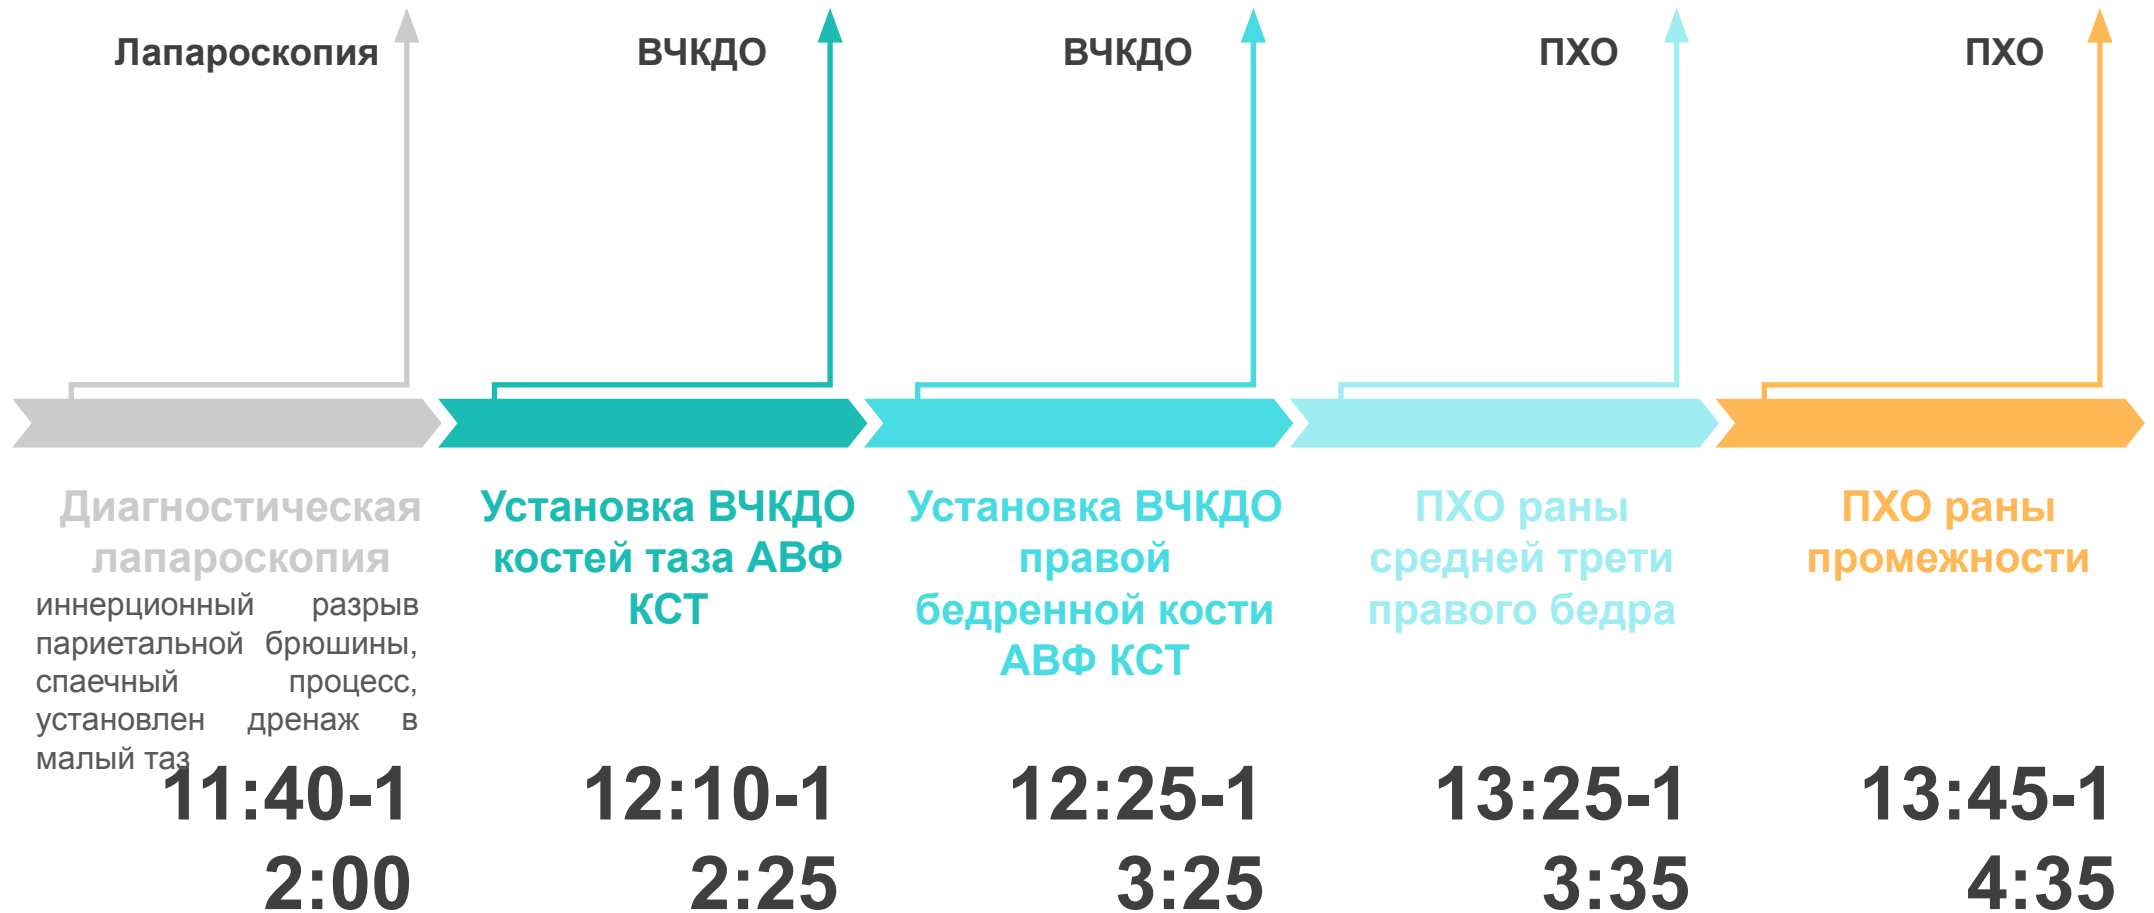 Лапароскопия
ВЧКДО
ВЧКДО
ПХО
ПХО
Диагностическая
лапароскопия
иннерционный разрыв
париетальной брюшины,
спаечный процесс,
установлен дренаж в
малый таз
11:40-1
2:00
Установка ВЧКДО
костей таза АВФ
КСТ
12:10-1
2:25
Установка ВЧКДО
правой
бедренной кости
АВФ КСТ
12:25-1
3:25
ПХО раны
средней трети
правого бедра
13:25-1
3:35
ПХО раны
промежности
13:45-1
4:35